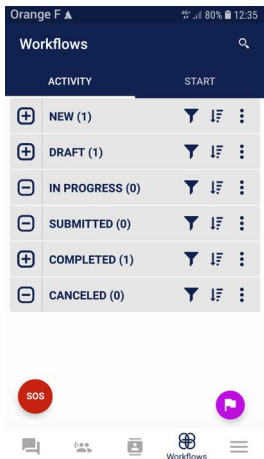 Orange F 80% 12:35
Workflows
ACTIVITY START
NEW (1)
DRAFT (1)
IN PROGRESS (0)
SUBMITTED (0)
COMPLETED (1)
CANCELED (0)
SOS
Workflows